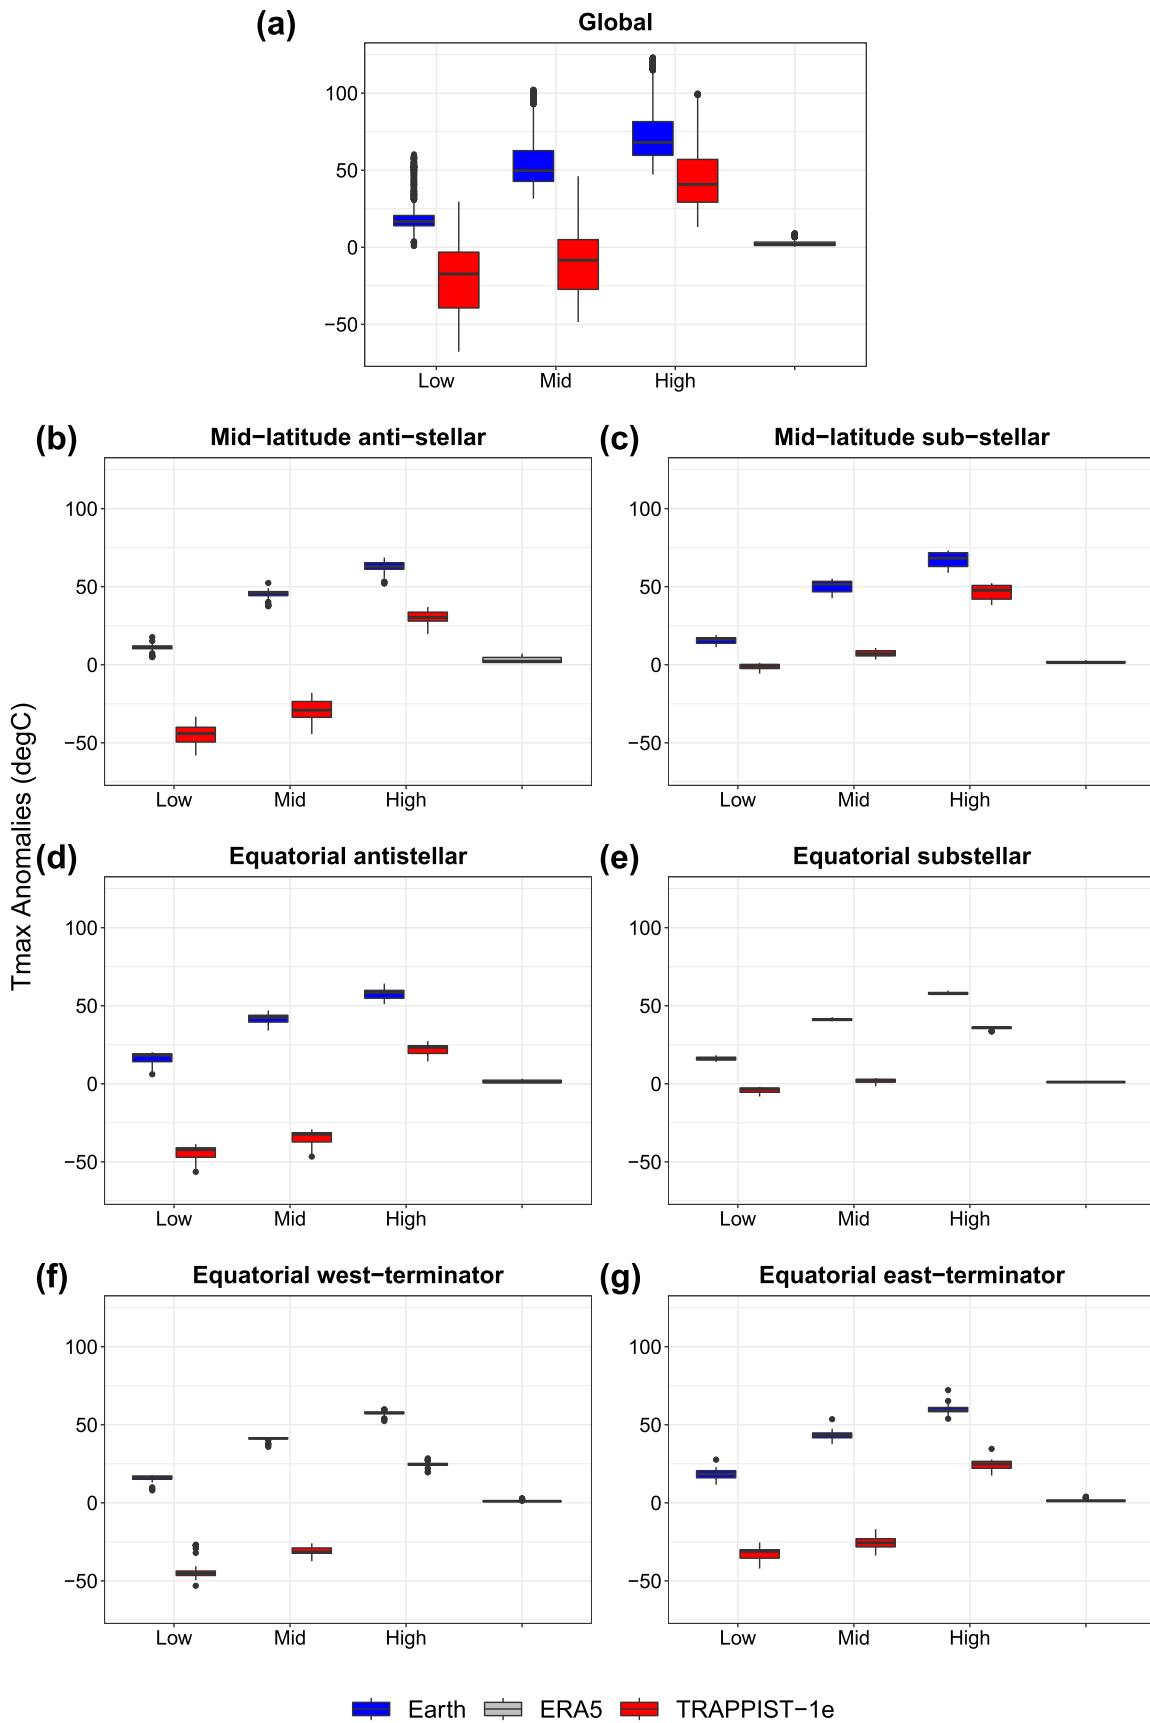 (a) Global
100
50
0
−50
Low Mid High
(b) Mid−latitude anti−stellar
100
50
0
−50
Low Mid High
(c) Mid−latitude sub−stellar
100
50
0
−50
Low Mid High
Tmax Anomalies (degC)
(d) Equatorial antistellar
100
50
0
−50
Low Mid High
(e) Equatorial substellar
100
50
0
−50
Low Mid High
(f) Equatorial west−terminator
100
50
0
−50
Low Mid High
(g) Equatorial east−terminator
100
50
0
−50
Low Mid High
Earth ERA5 TRAPPIST−1e